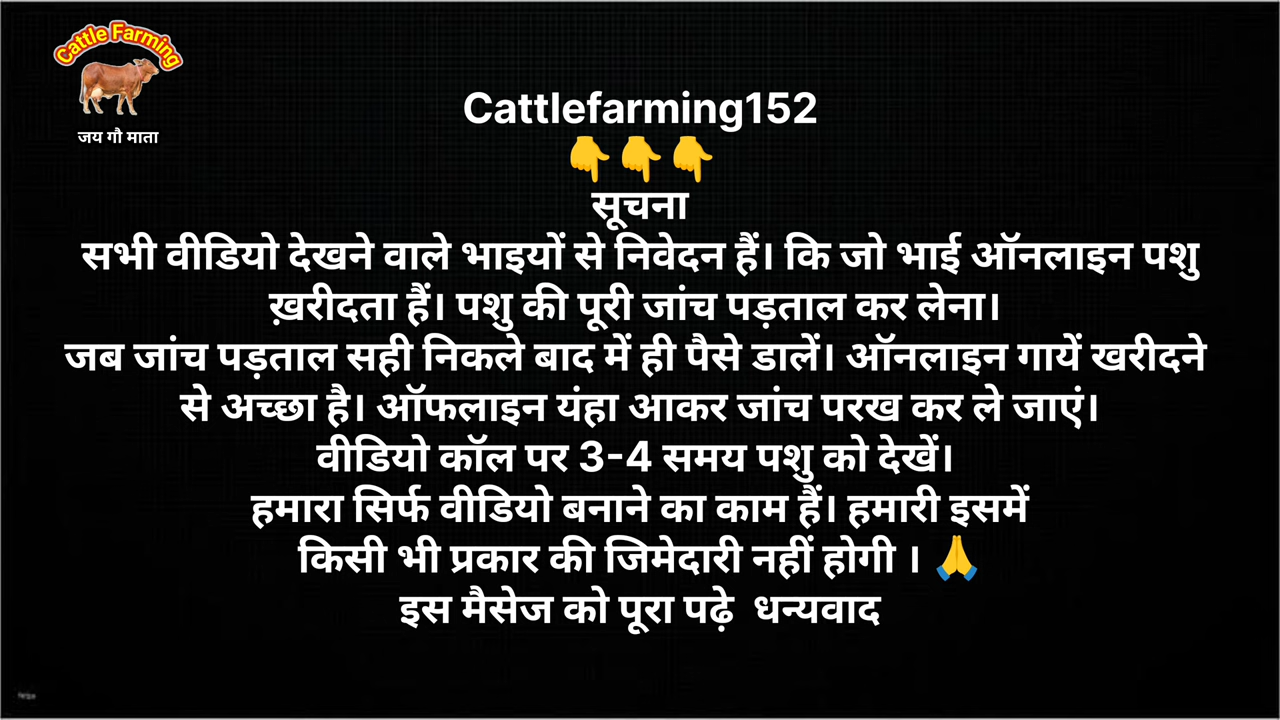 Cattle Farming
जय गौ माता
Cattlefarming152
👇👇👇
सूचना
सभी वीडियो देखने वाले भाइयों से निवेदन हैं। कि जो भाई ऑनलाइन पशु
ख़रीदता हैं। पशु की पूरी जांच पड़ताल कर लेना।
जब जांच पड़ताल सही निकले बाद में ही पैसे डालें। ऑनलाइन गायें खरीदने
से अच्छा है। ऑफलाइन यंहा आकर जांच परख कर ले जाएं।
वीडियो कॉल पर 3-4 समय पशु को देखें।
हमारा सिर्फ वीडियो बनाने का काम हैं। हमारी इसमें
किसी भी प्रकार की जिमेदारी नहीं होगी । 🙏
इस मैसेज को पूरा पढ़े धन्यवाद